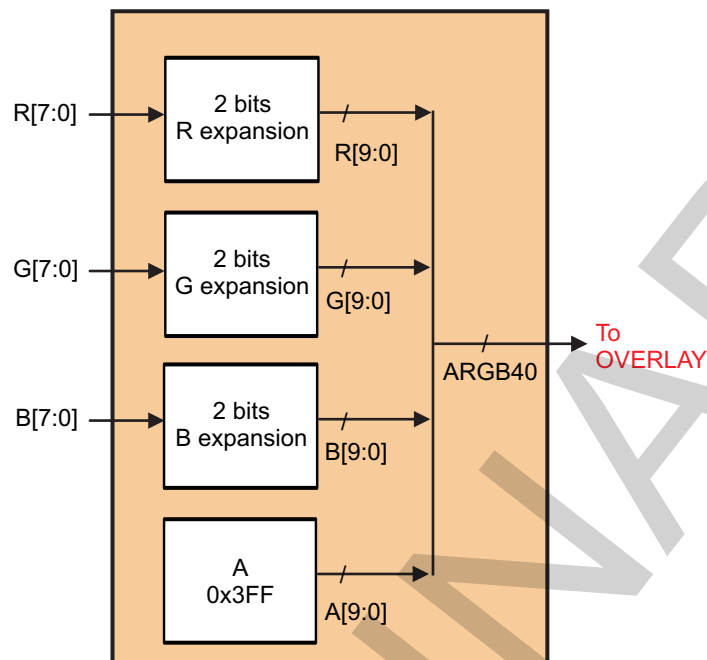 R[7:0]
2 bits
R expansion
R[9:0]
G[7:0]
2 bits
G expansion
G[9:0]
To
OVERLAY
ARGB40
B[7:0]
2 bits
B expansion
B[9:0]
A
0x3FF
A[9:0]